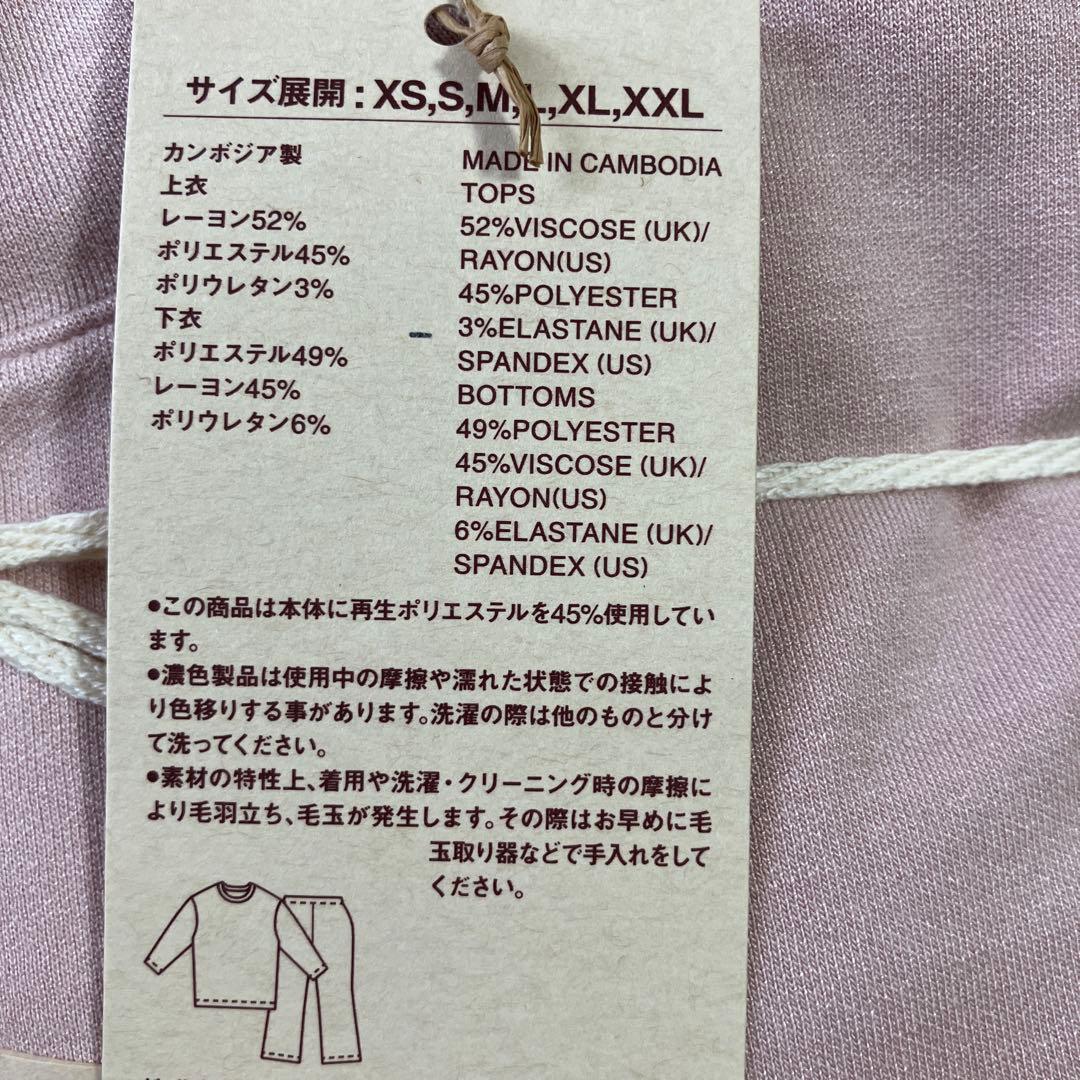 サイズ展開:XS,S,M,L,XL,XXL
カンボジア製
上衣
レーヨン52%
ポリエステル45%
ポリウレタン3%
下衣
ポリエステル49%
レーヨン45%
ポリウレタン6%
MADE IN CAMBODIA
TOPS
52%VISCOSE (UK)/
RAYON(US)
45%POLYESTER
3%ELASTANE (UK)/
SPANDEX (US)
BOTTOMS
49%POLYESTER
45%VISCOSE (UK)/
RAYON(US)
6%ELASTANE (UK)/
SPANDEX (US)
●この商品は本体に再生ポリエステルを45%使用してい
ます。
●濃色製品は使用中の摩擦や濡れた状態での接触によ
り色移りする事があります。洗濯の際は他のものと分け
て洗ってください。
●素材の特性上、着用や洗濯・クリーニング時の摩擦に
より毛羽立ち、毛玉が発生します。その際はお早めに毛
玉取り器などで手入れをして
ください。